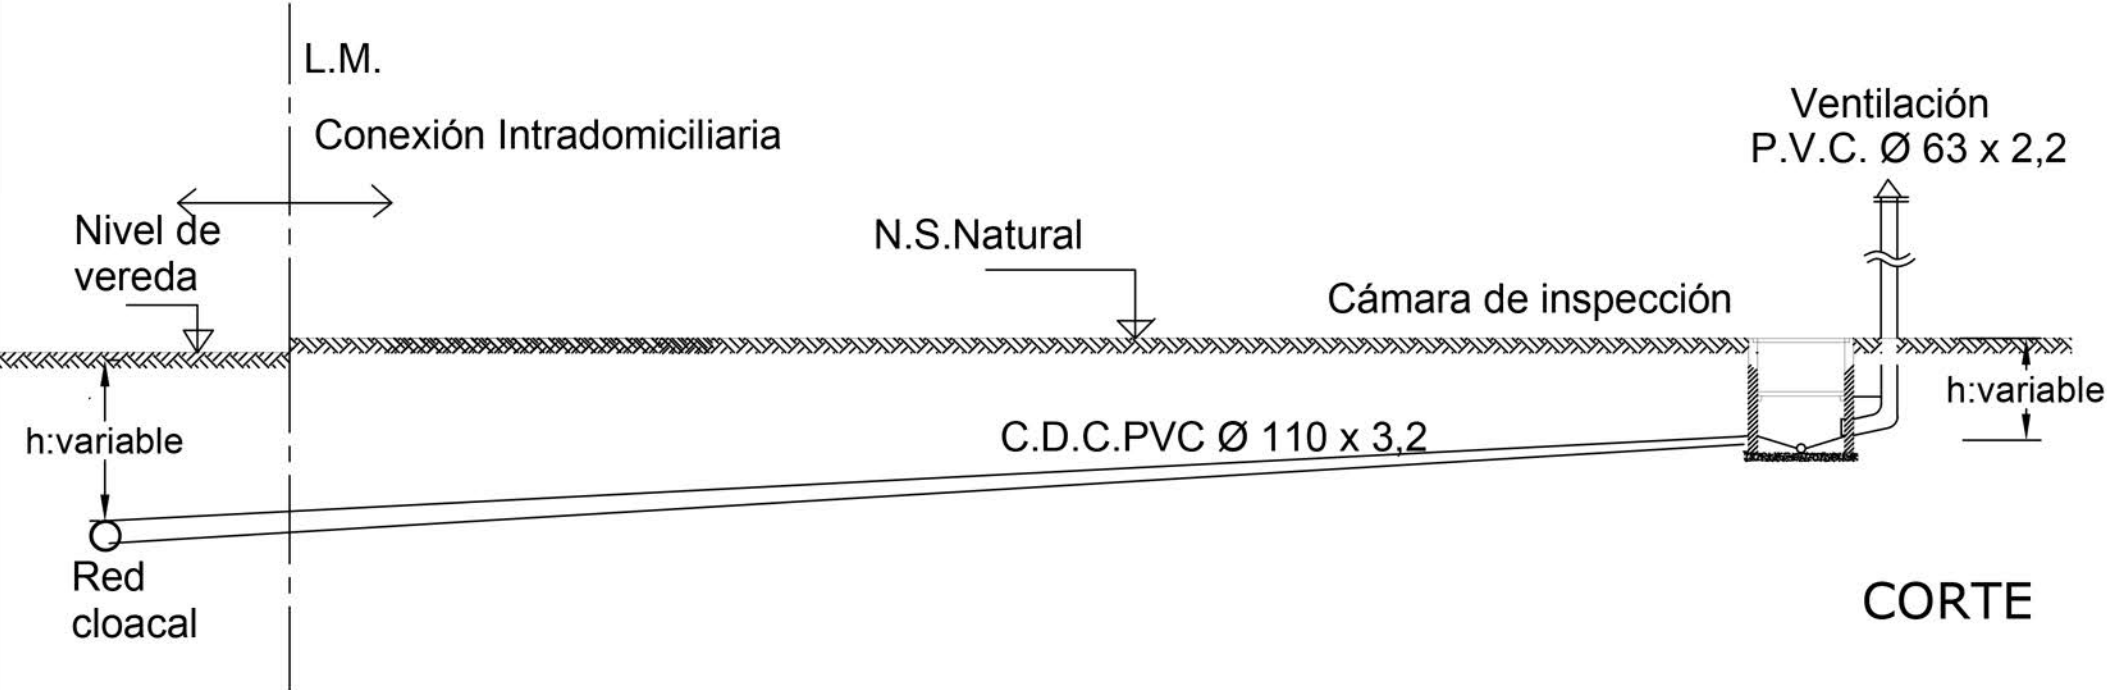 L.M.
Conexión Intradomiciliaria
Ventilación
P.V.C. Ø 63 x 2,2
Nivel de
vereda
N.S.Natural
Cámara de inspección
h:variable
h:variable
C.D.C.PVC Ø 110 x 3,2
Red
cloacal
CORTE